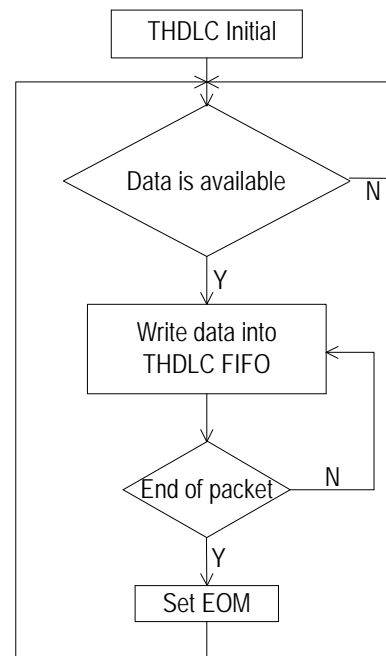 THDLC Initial
Data is available
N
Y
Write data into
THDLC FIFO
End of packet
N
Y
Set EOM